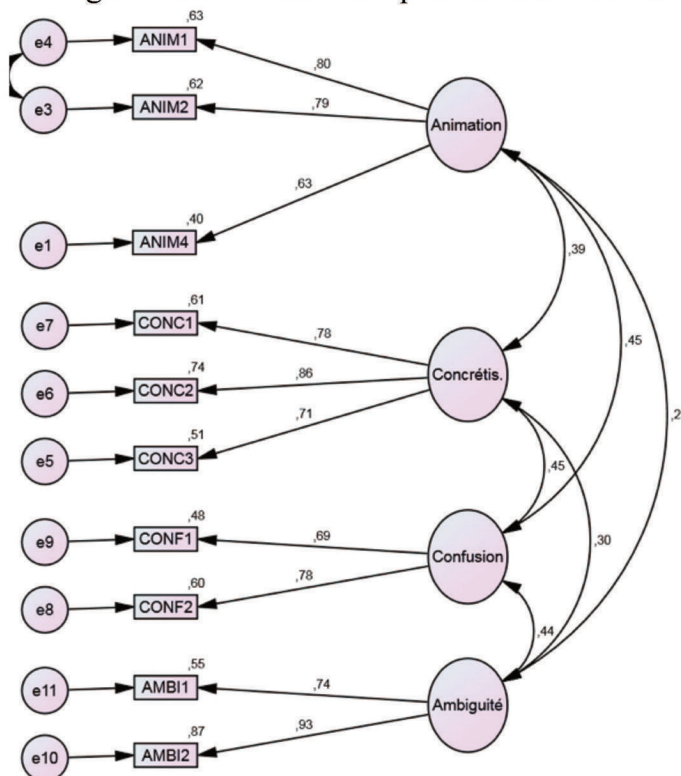 ,63
e4 ANIM1
,80
,62
e3 ANIM2
,79
Animation
,63
,40
e1 ANIM4
,39
,61
e7 CONC1
,78
,45
,74
e6 CONC2
,86
Concrétis.
,2
,51
e5 CONC3
,71
,45
,48
e9 CONF1
,69
,30
Confusion
,60
e8 CONF2
,78
,44
,55
e11 AMBI1
,74
Ambiguité
,87
e10 AMBI2
,93